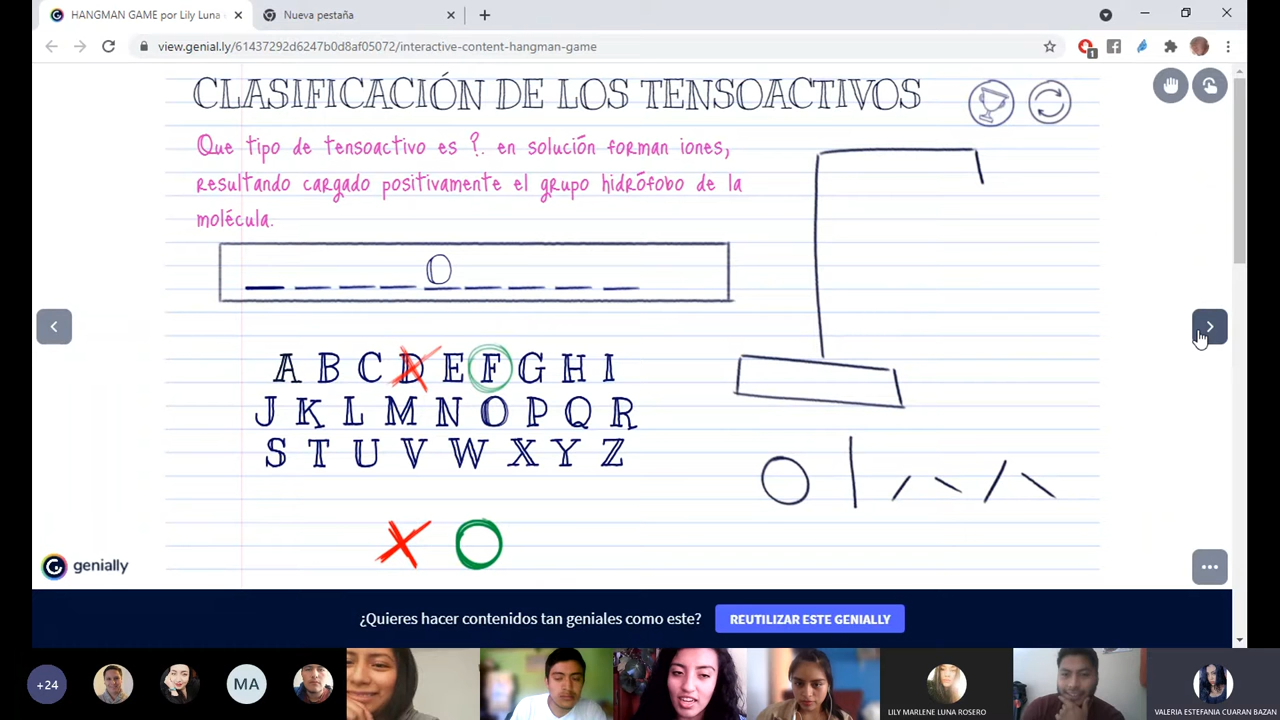 HANGMAN GAME por Lily Luna
Nueva pestaña
view.genial.ly/61437292d6247b0d8af05072/interactive-content-hangman-game
1
CLASIFICACIÓN DE LOS TENSOACTIVOS
Que tipo de tensoactivo es ?. en solución forman iones,
resultando cargado positivamente el grupo hidrófobo de la
molécula.
O
A B C D E F G H I
J K L M N O P Q R
S T U V W X Y Z
genially
¿Quieres hacer contenidos tan geniales como este?
REUTILIZAR ESTE GENIALLY
+24
MA
LILY MARLENE LUNA ROSERO
VALERIA ESTEFANIA CUARAN BAZAN